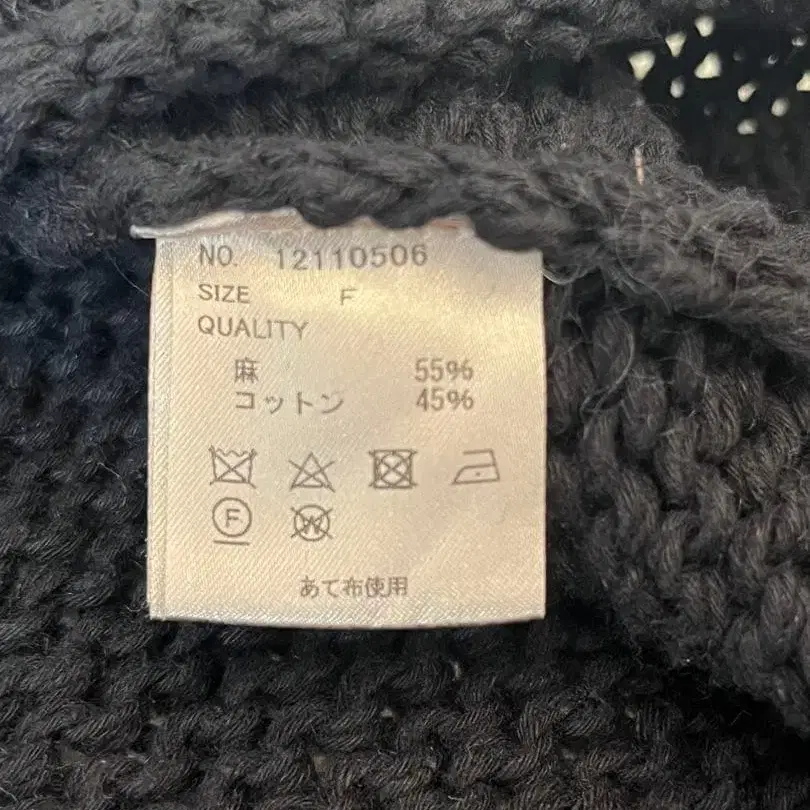 NO. 12110506
SIZE F
QUALITY
麻 55%
コットン 45%
F W
あて布使用